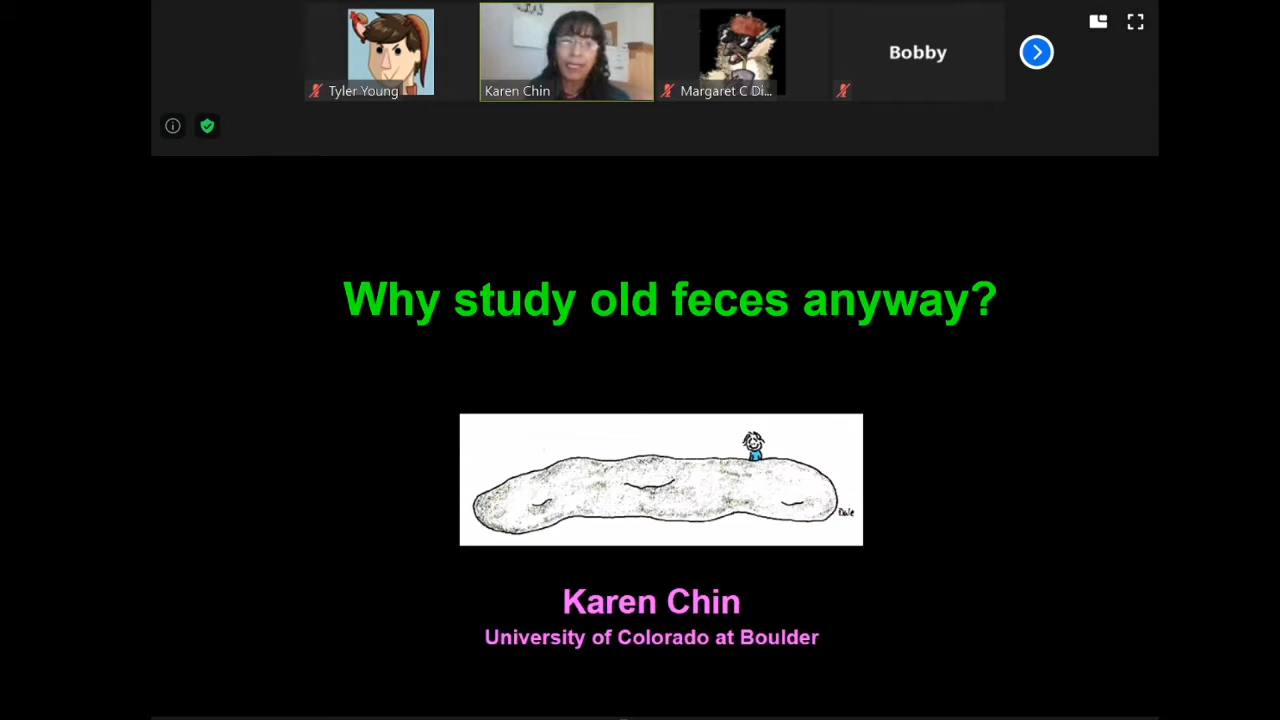 Tyler Young
Karen Chin
Margaret C Di...
Bobby
Why study old feces anyway?
Dale
Karen Chin
University of Colorado at Boulder